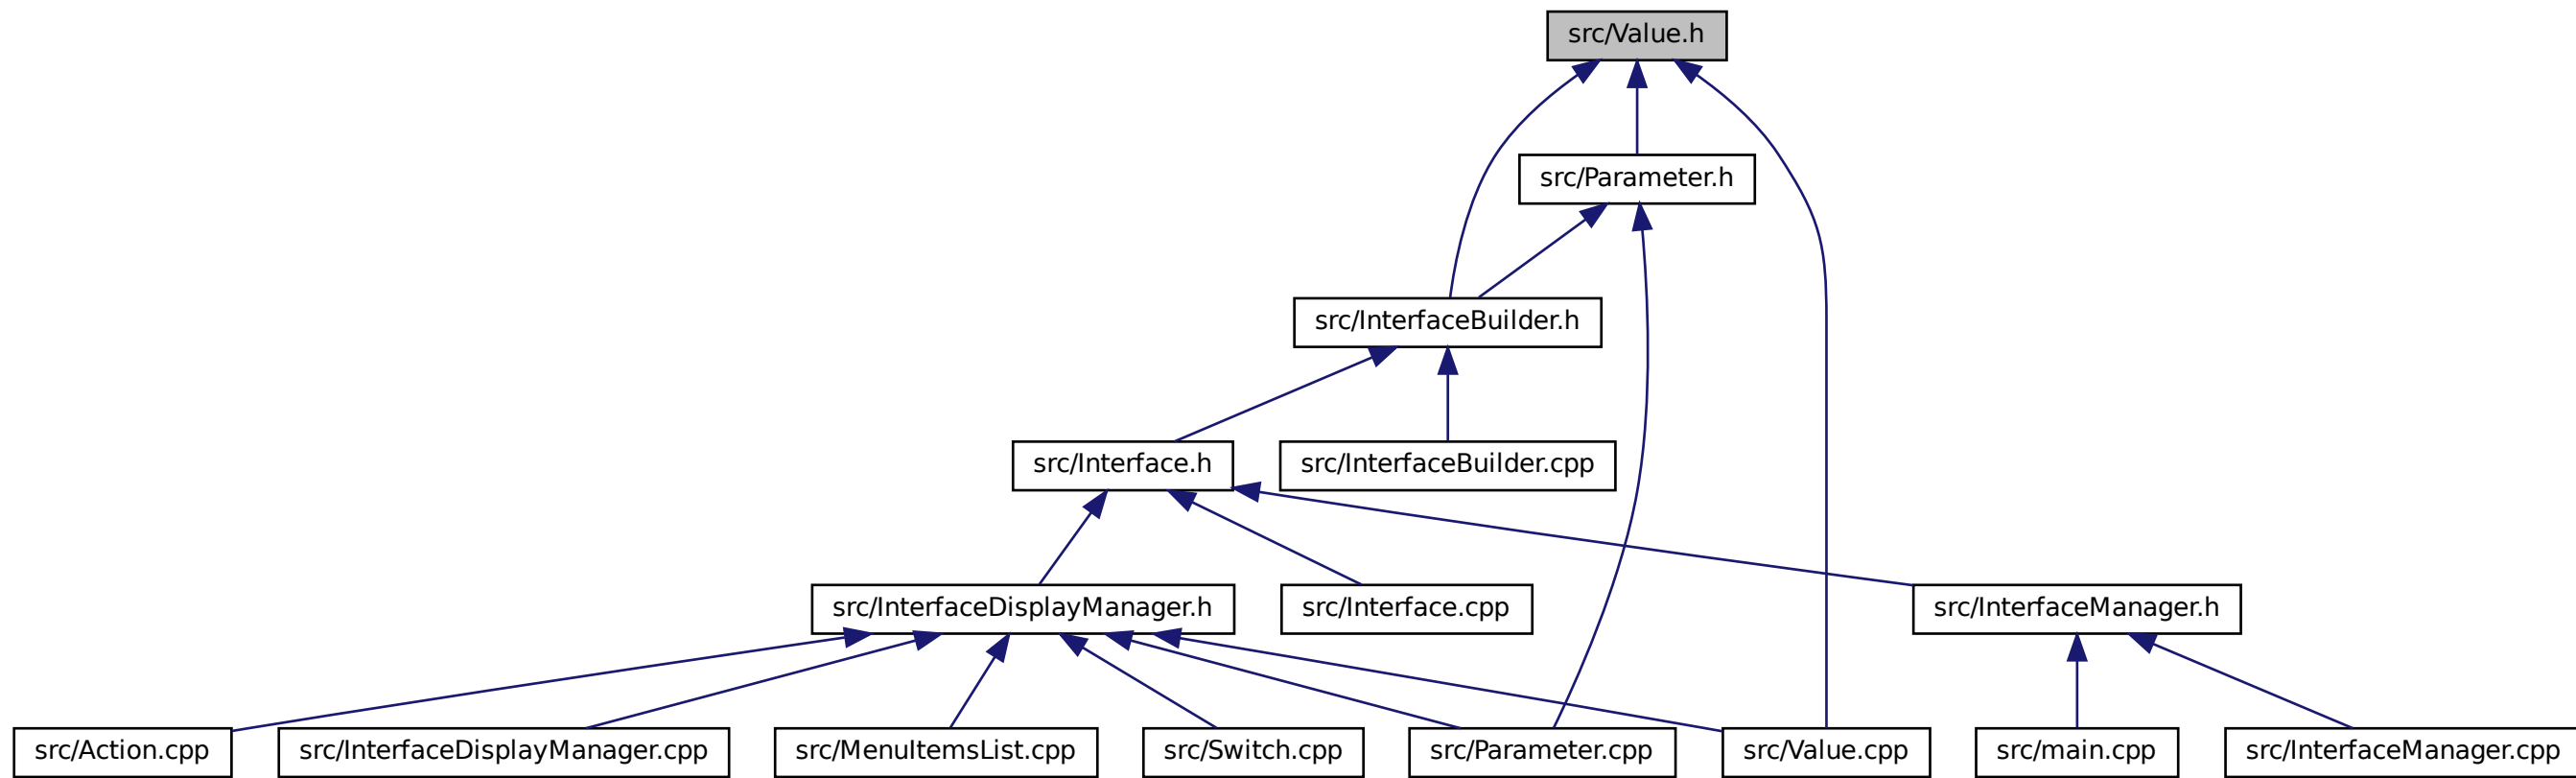 src/Value.h
src/Parameter.h
src/InterfaceBuilder.h
src/Interface.h
src/InterfaceBuilder.cpp
src/InterfaceDisplayManager.h
src/Interface.cpp
src/InterfaceManager.h
src/Action.cpp
src/InterfaceDisplayManager.cpp
src/MenuItemsList.cpp
src/Switch.cpp
src/Parameter.cpp
src/Value.cpp
src/main.cpp
src/InterfaceManager.cpp